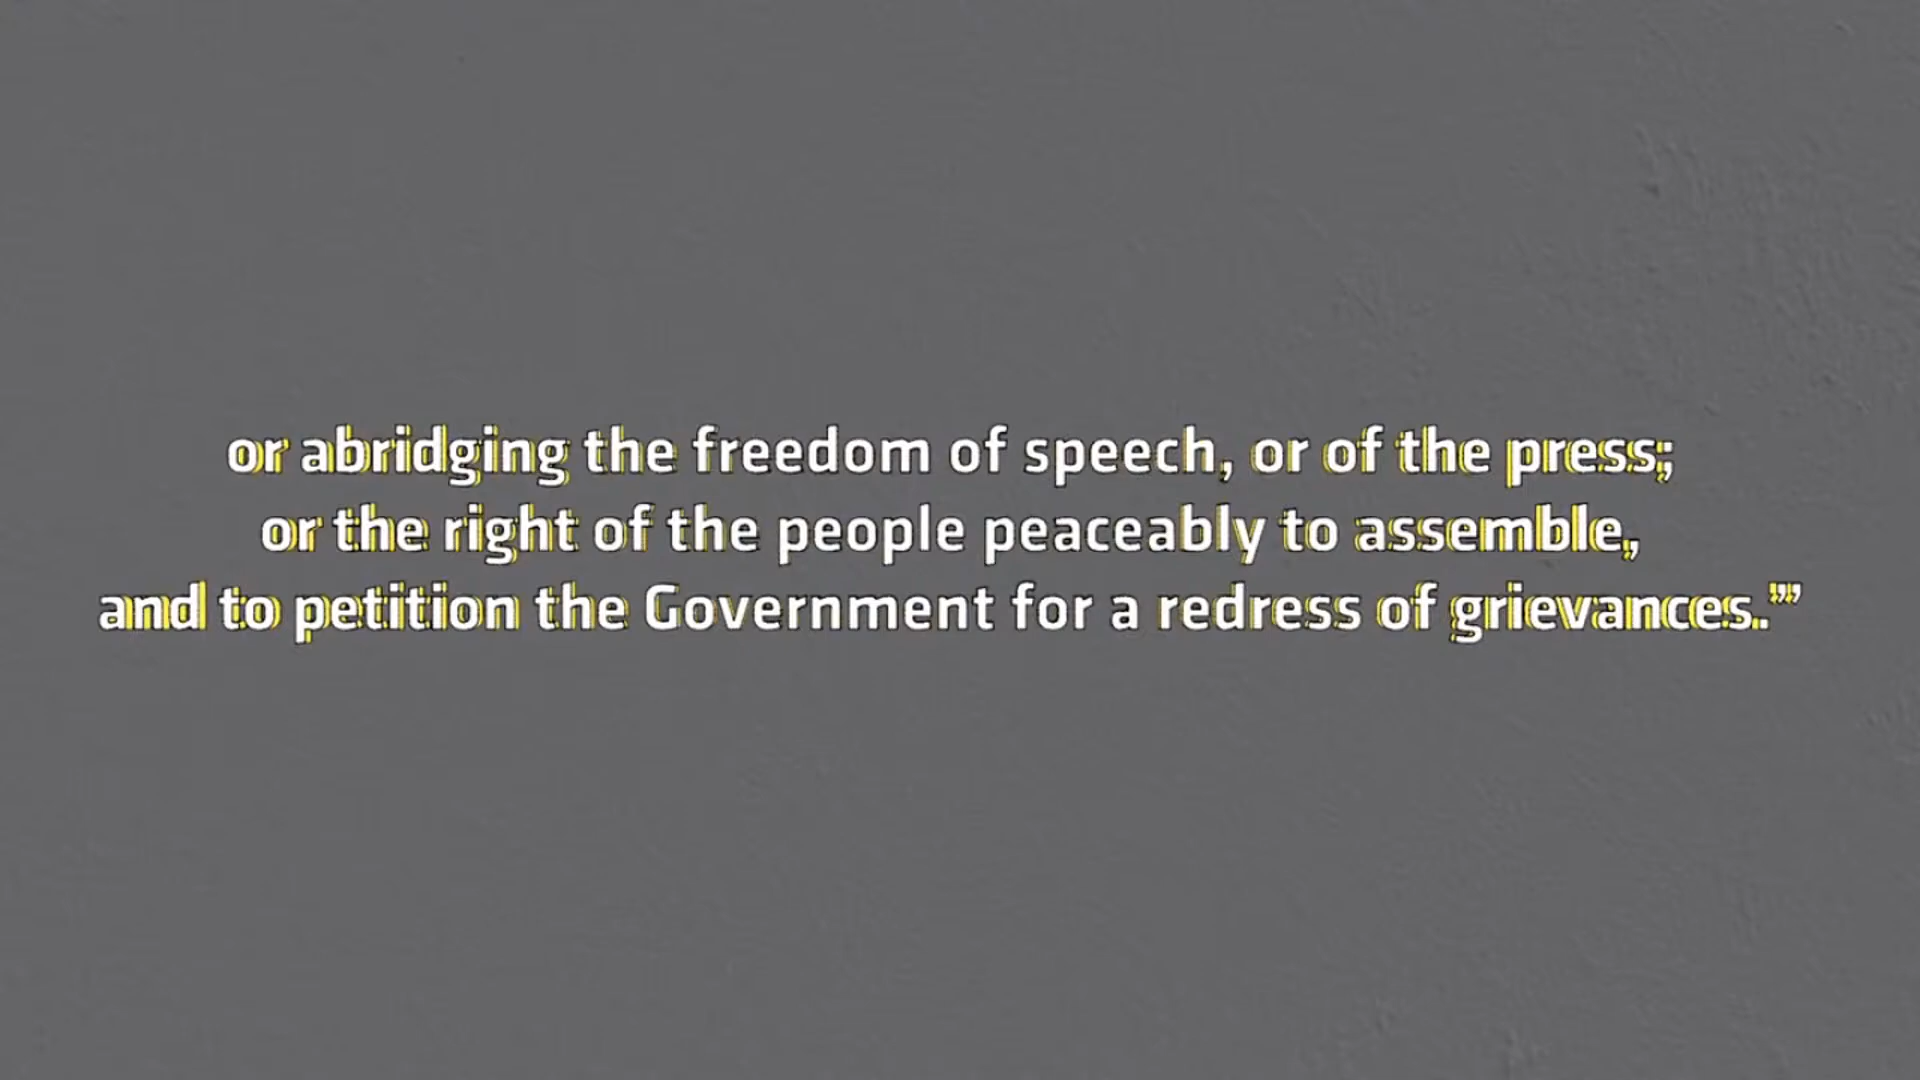 or abridging the freedom of speech, or of the press;
or the right of the people peaceably to assemble,
and to petition the Government for a redress of grievances.”